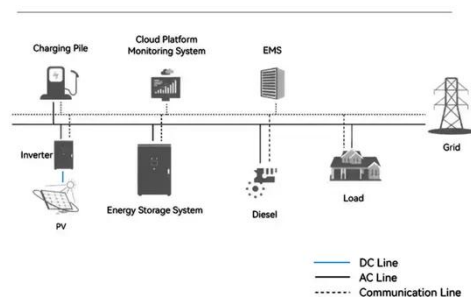 Charging Pile
Cloud Platform
Monitoring System
EMS
Inverter
Grid
PV
Energy Storage System
Diesel
Load
DC Line
AC Line
Communication Line